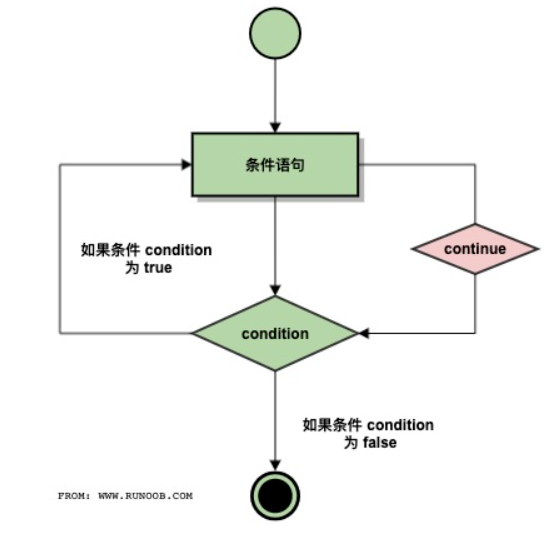 条件语句
如果条件 condition
为 true
continue
condition
如果条件 condition
为 false
FROM: WWW.RUNOOB.COM